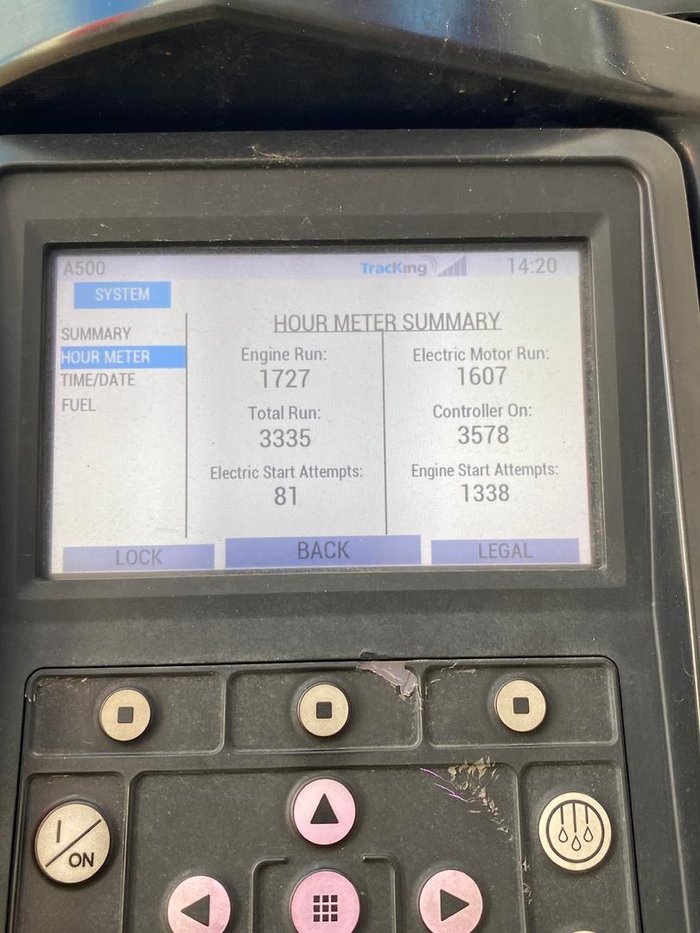 A500 TracKing 14:20
SYSTEM
SUMMARY
HOUR METER
TIME/DATE
FUEL
HOUR METER SUMMARY
Engine Run:
1727
Electric Motor Run:
1607
Total Run:
3335
Controller On:
3578
Electric Start Attempts:
81
Engine Start Attempts:
1338
LOCK BACK LEGAL
I/ON